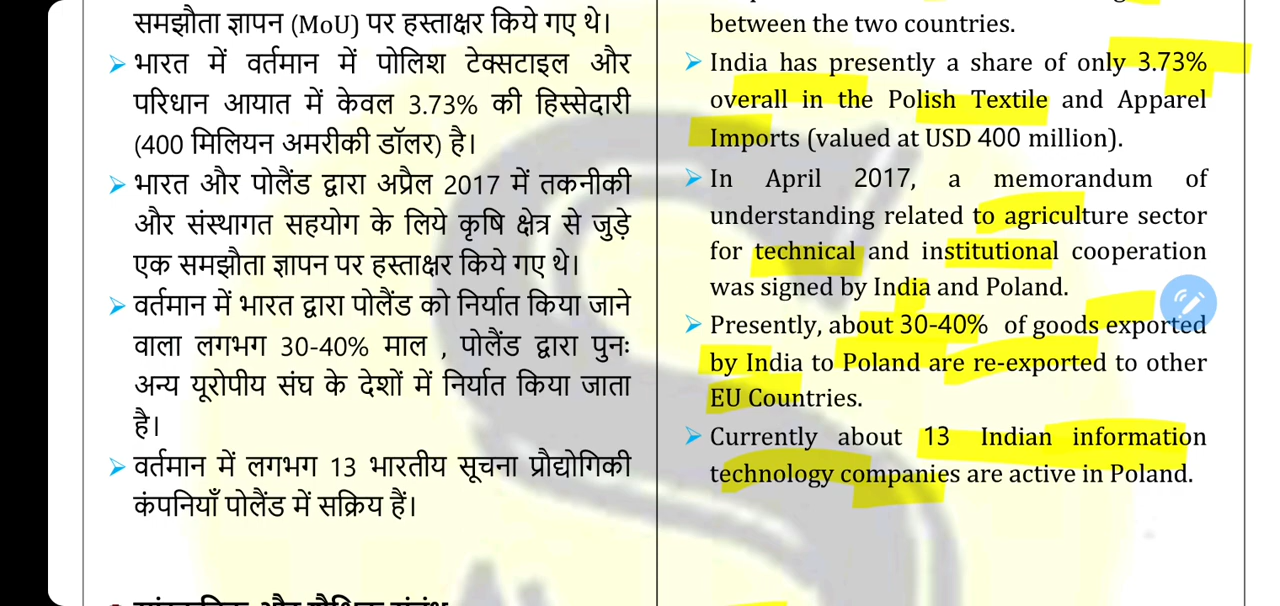 समझौता ज्ञापन (MoU) पर हस्ताक्षर किये गए थे।
➢ भारत में वर्तमान में पोलिश टेक्सटाइल और
परिधान आयात में केवल 3.73% की हिस्सेदारी
(400 मिलियन अमरीकी डॉलर) है।
➢ भारत और पोलैंड द्वारा अप्रैल 2017 में तकनीकी
और संस्थागत सहयोग के लिये कृषि क्षेत्र से जुड़े
एक समझौता ज्ञापन पर हस्ताक्षर किये गए थे।
➢ वर्तमान में भारत द्वारा पोलैंड को निर्यात किया जाने
वाला लगभग 30-40% माल , पोलैंड द्वारा पुनः
अन्य यूरोपीय संघ के देशों में निर्यात किया जाता
है।
➢ वर्तमान में लगभग 13 भारतीय सूचना प्रौद्योगिकी
कंपनियाँ पोलैंड में सक्रिय हैं।
between the two countries.
➢ India has presently a share of only 3.73%
overall in the Polish Textile and Apparel
Imports (valued at USD 400 million).
➢ In April 2017, a memorandum of
understanding related to agriculture sector
for technical and institutional cooperation
was signed by India and Poland.
➢ Presently, about 30-40% of goods exported
by India to Poland are re-exported to other
EU Countries.
➢ Currently about 13 Indian information
technology companies are active in Poland.